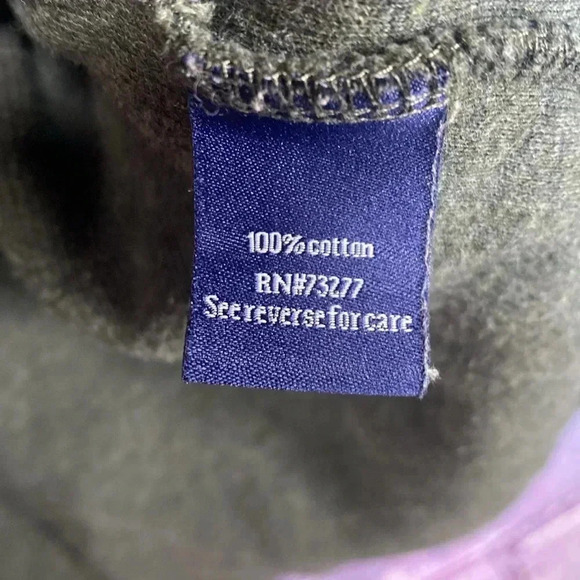 100% cotton
RN#73277
See reverse for care